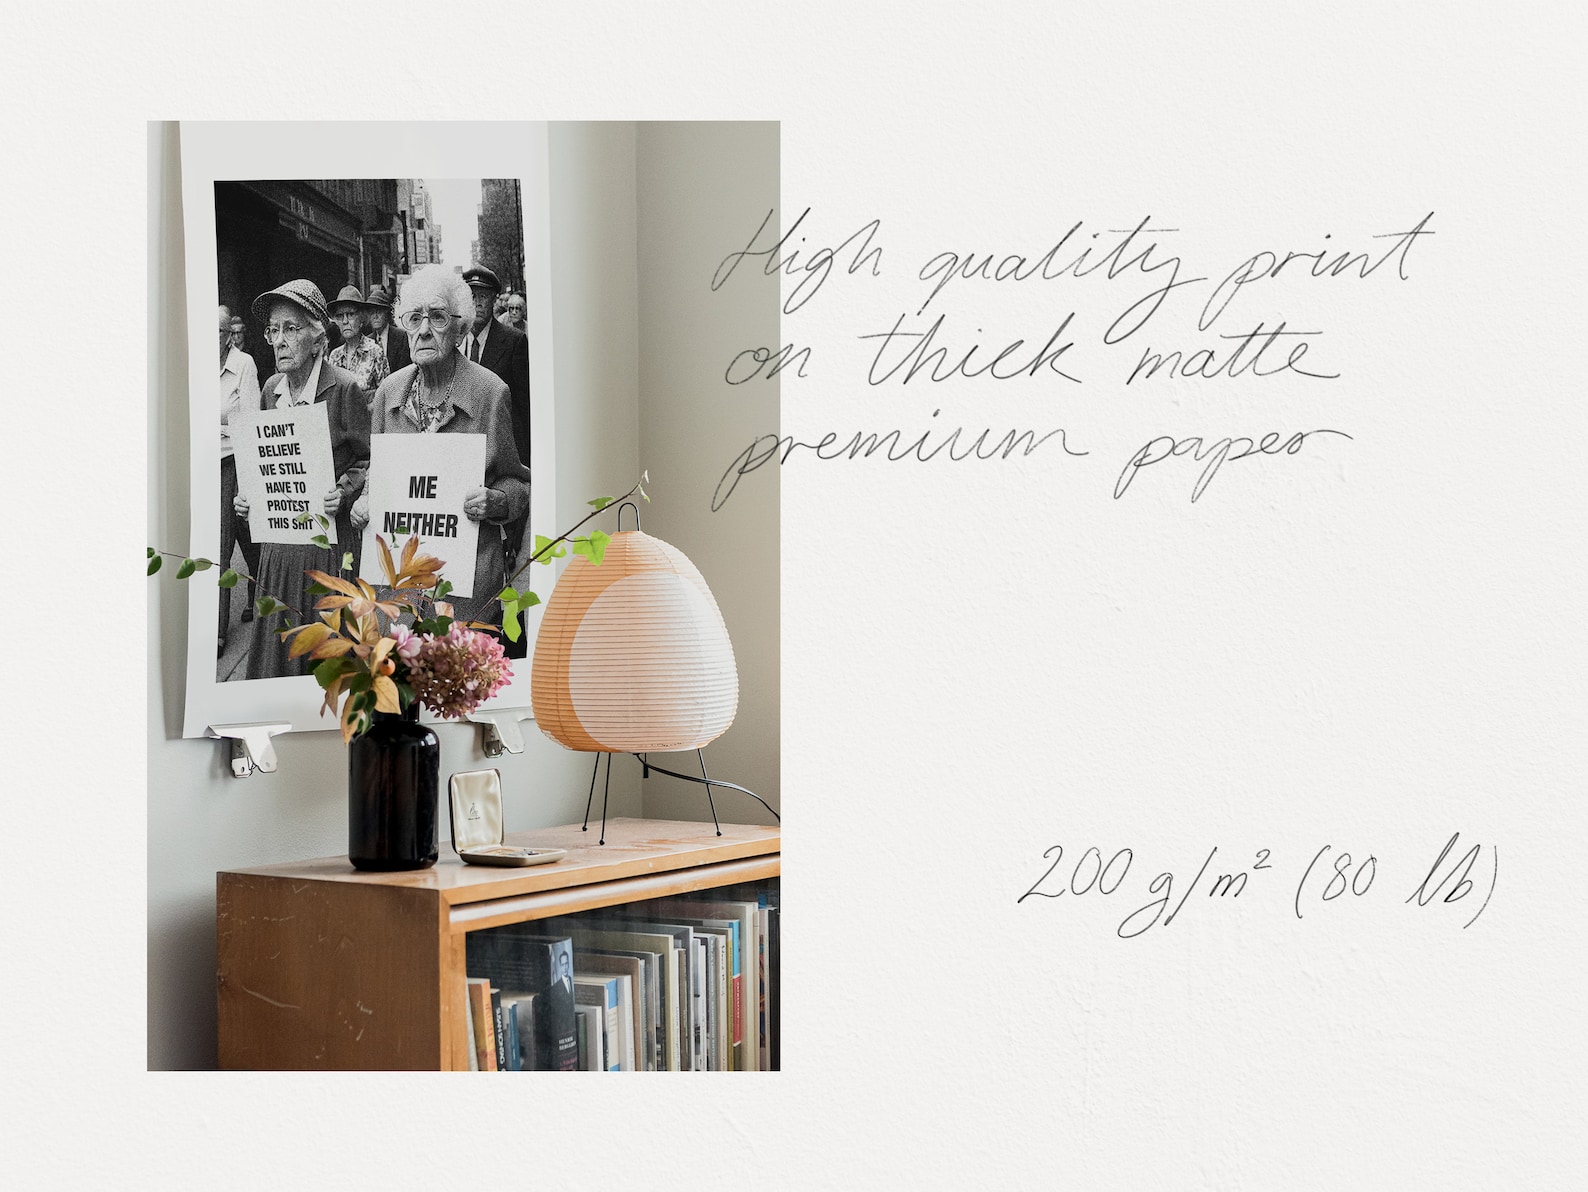 I CAN'T
BELIEVE
WE STILL
HAVE TO
PROTEST
THIS SHIT
ME
NEITHER
High quality print
on thick matte
premium paper
200 g/m² (80 lb)